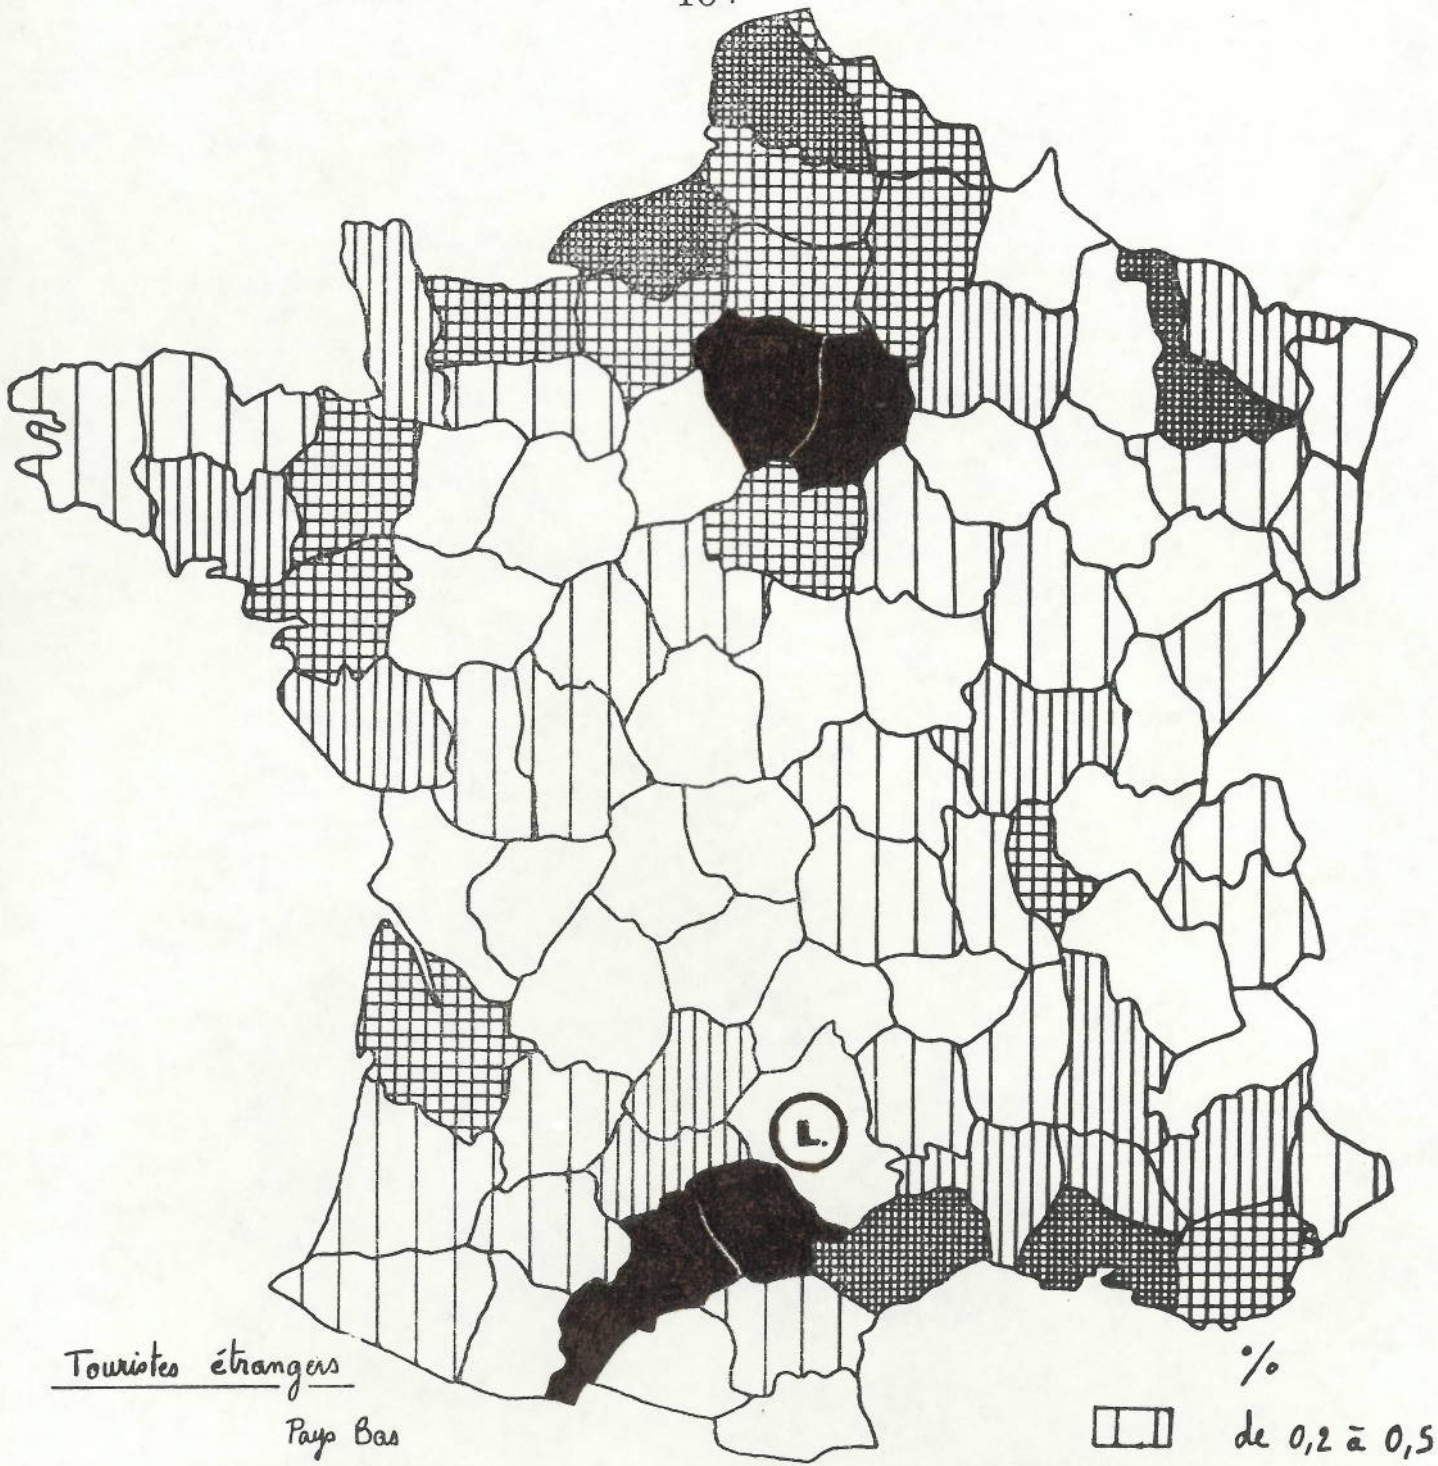 L.
Touristes étrangers
Pays Bas
%
de 0,2 à 0,5